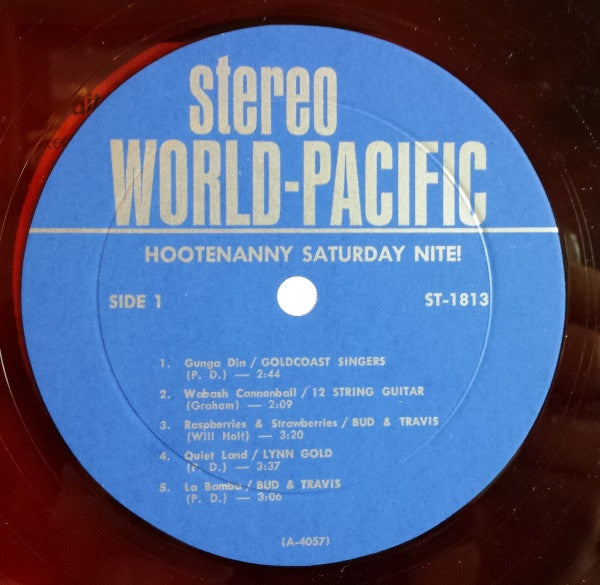 stereo
WORLD-PACIFIC
HOOTENANNY SATURDAY NITE!
SIDE 1
ST-1813
1. Gunga Din / GOLDCOAST SINGERS
(P. D.) — 2:44
2. Wabash Cannonball / 12 STRING GUITAR
(Graham) — 2:09
3. Raspberries & Strawberries / BUD & TRAVIS
(Will Holt) — 3:20
4. Quiet Land / LYNN GOLD
(P. D.) — 3:37
5. La Bamba / BUD & TRAVIS
(P. D.) — 3:06
(A-4057)